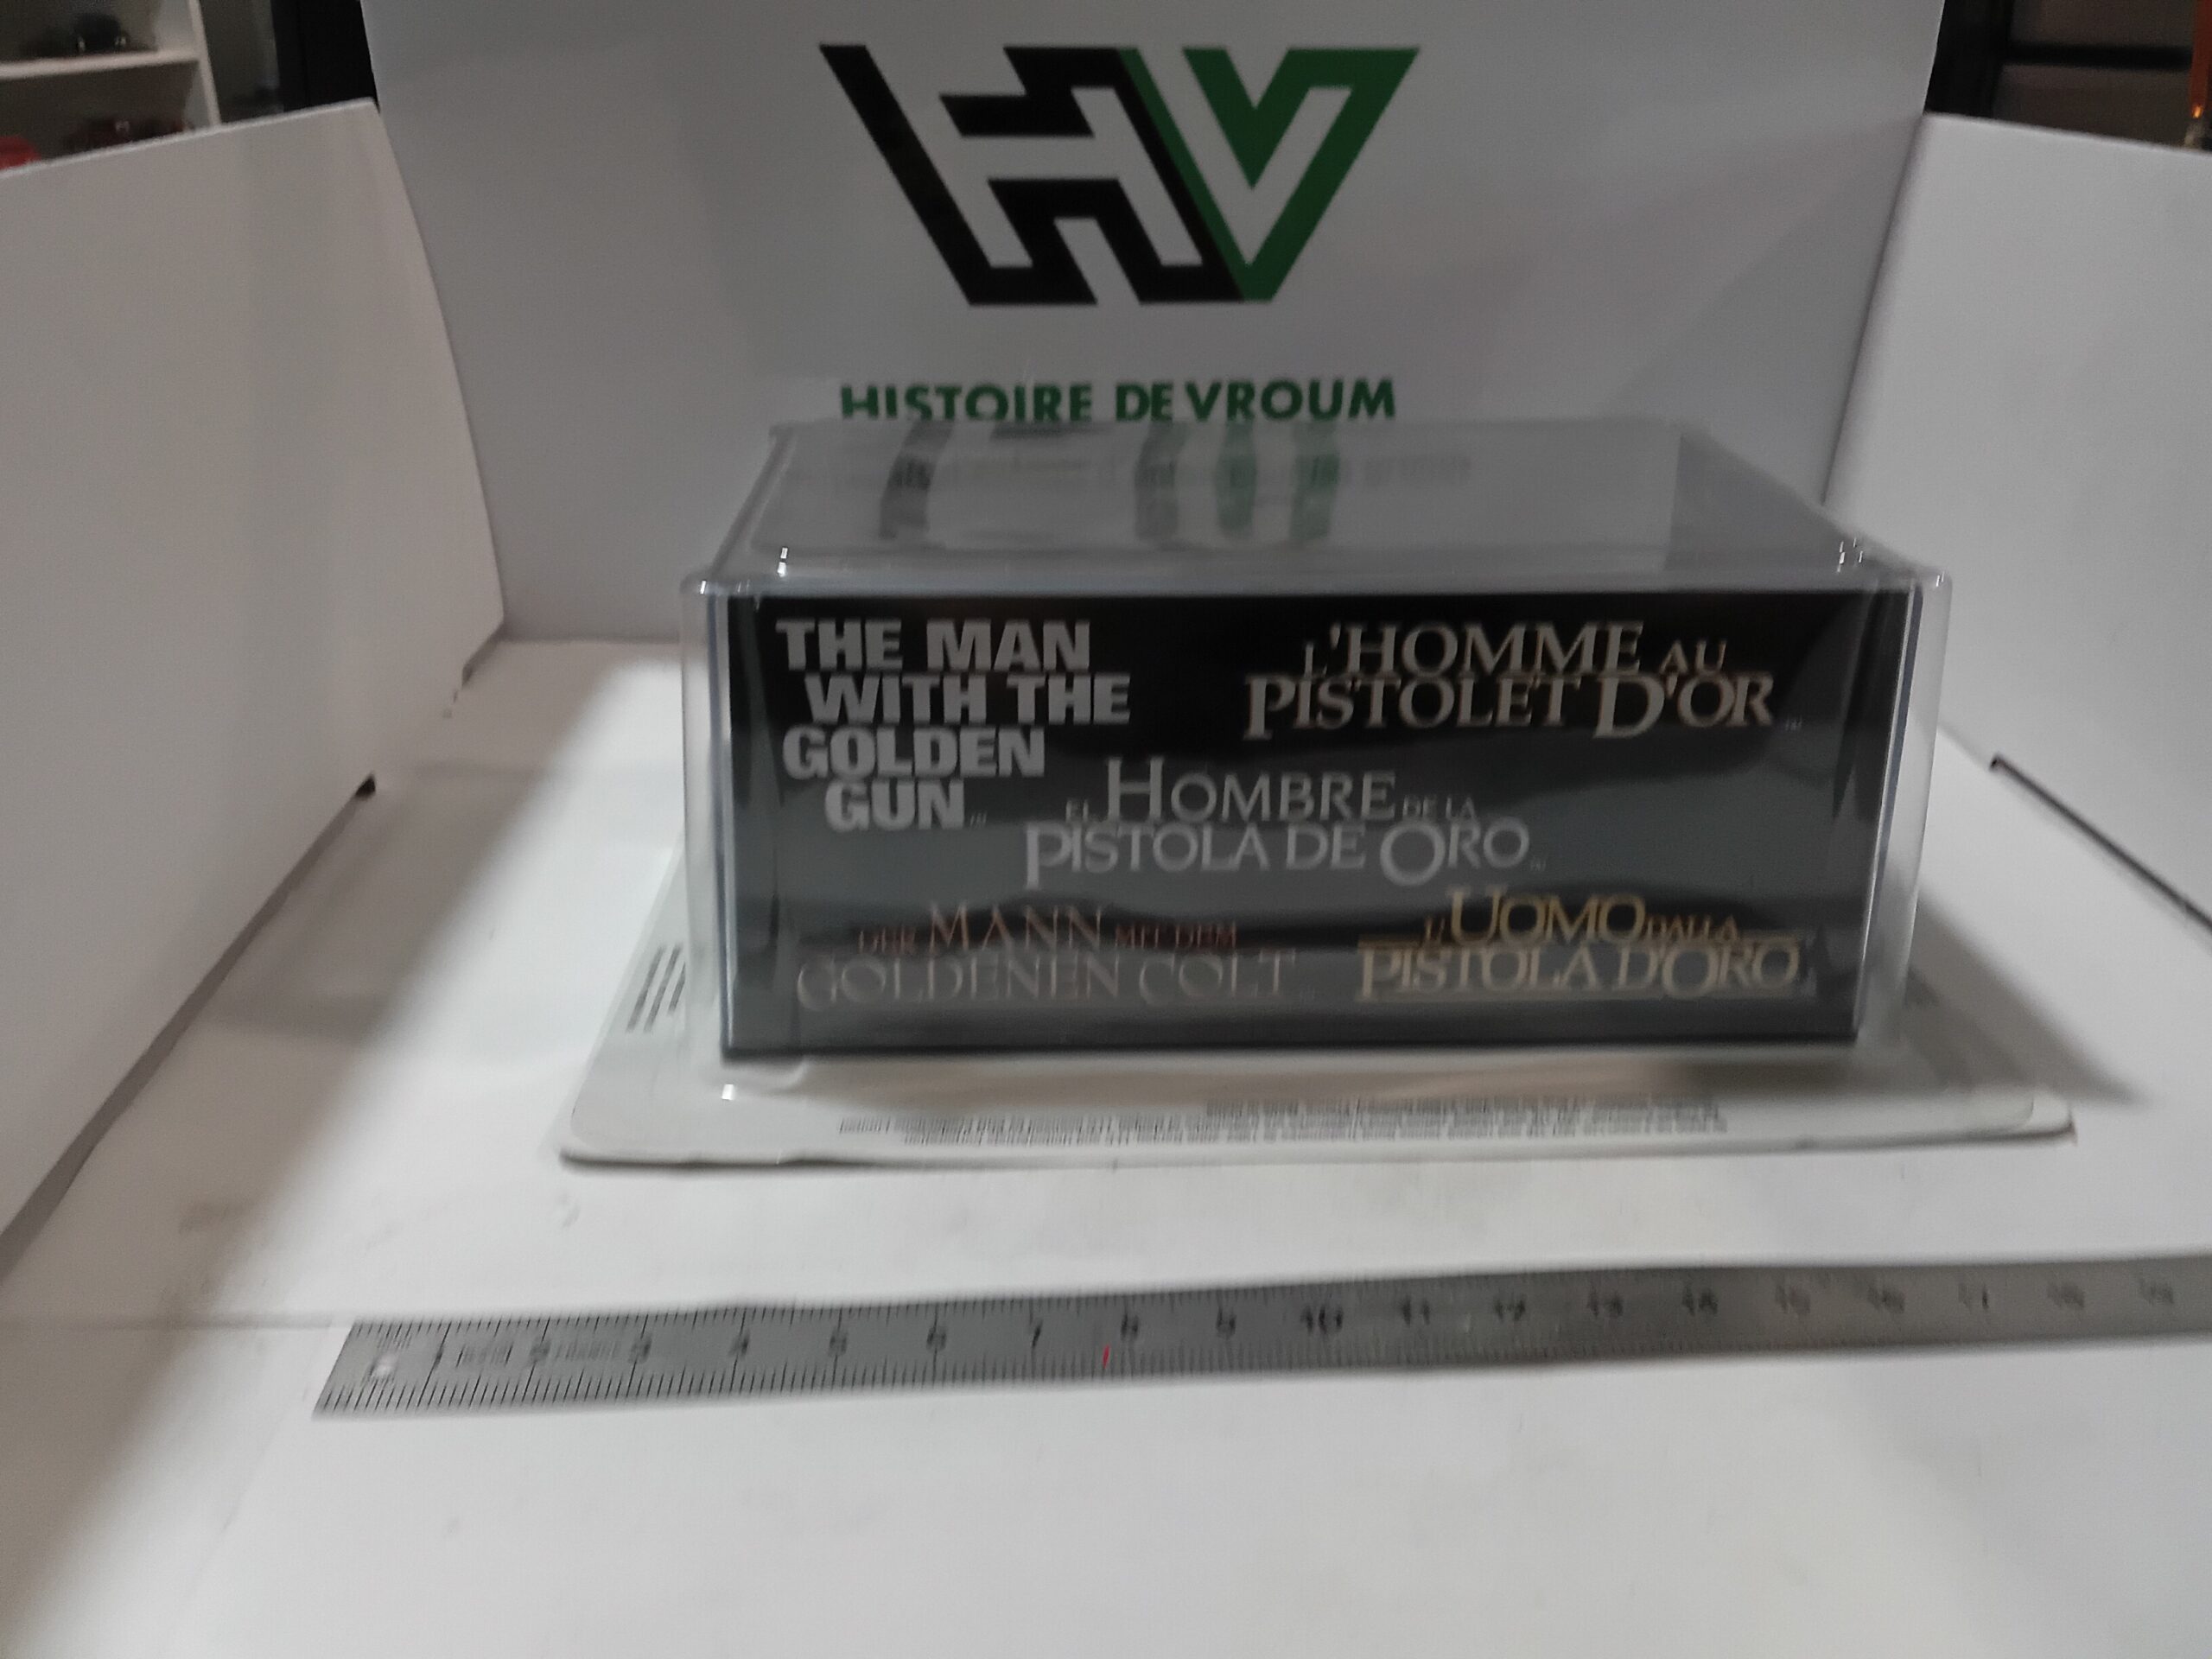 HV
HISTOIRE DE VROUM
THE MAN
WITH THE
GOLDEN
GUN
L'HOMME AU
PISTOLET D'OR
EL HOMBRE DE LA
PISTOLA DE ORO
DER MANN MIT DEM
GOLDENEN COLT
L'UOMO DALLA
PISTOLA D'ORO
1 2 3 4 5 6 7 8 9 10 11 12 13 14 15 16 17 18 19